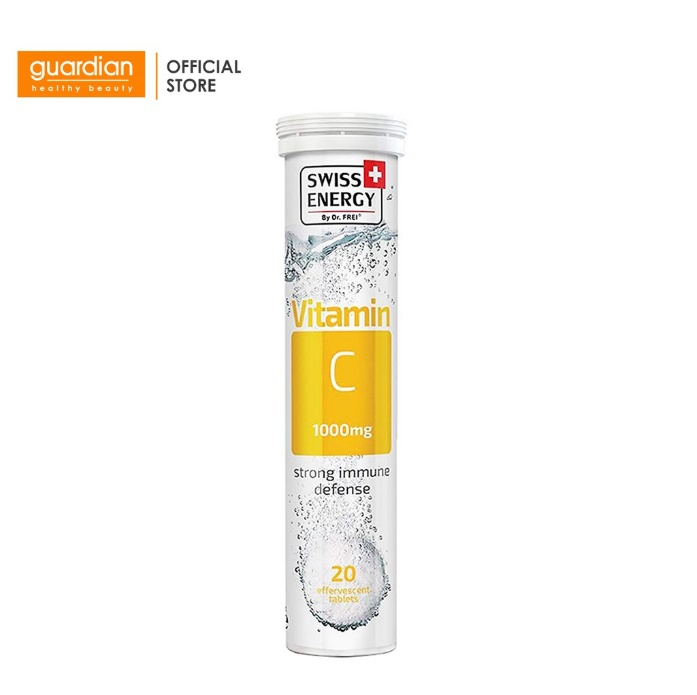 guardian
healthy beauty
OFFICIAL
STORE
SWISS
ENERGY
By Dr. FREI®
Vitamin
C
1000mg
strong immune
defense
20
effervescent
tablets